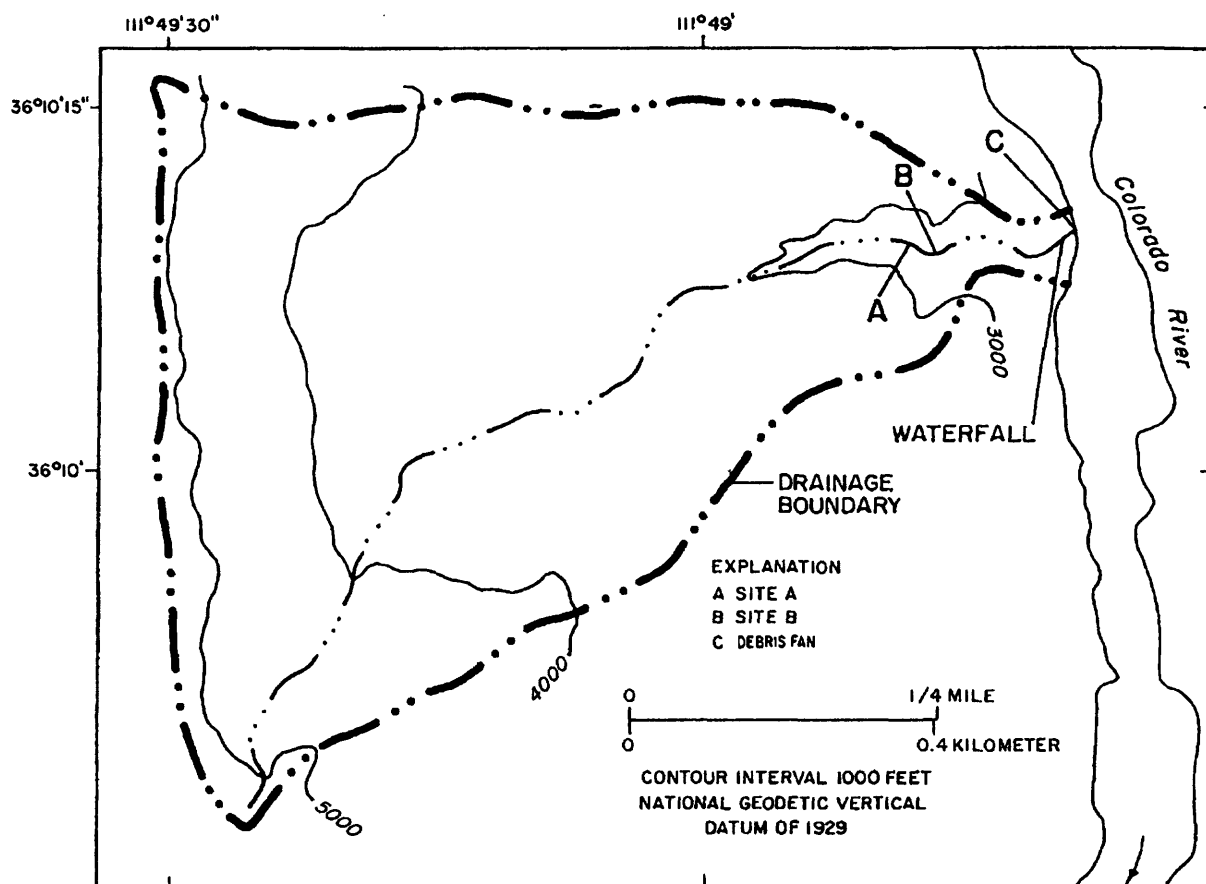 111°49'30"
111°49'
36°10'15"
C
B
Colorado
River
A
3000
WATERFALL
36°10'
DRAINAGE
BOUNDARY
EXPLANATION
A SITE A
B SITE B
C DEBRIS FAN
4000
0 1/4 MILE
0 0.4 KILOMETER
5000
CONTOUR INTERVAL 1000 FEET
NATIONAL GEODETIC VERTICAL
DATUM OF 1929